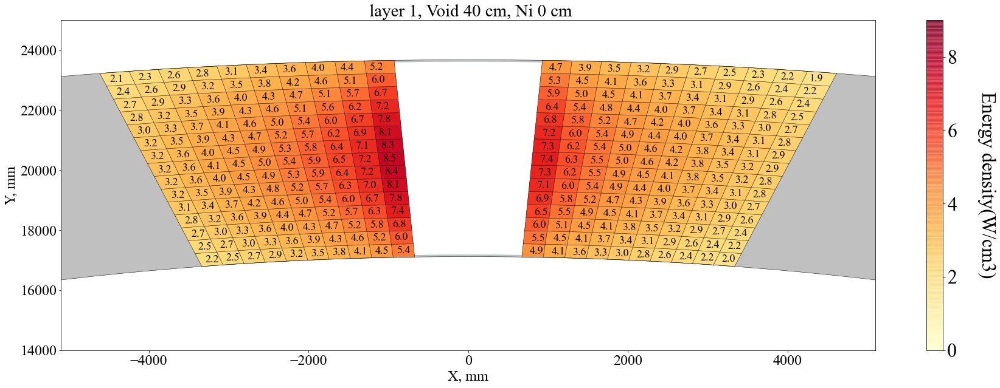 layer 1, Void 40 cm, Ni 0 cm
24000
22000
20000
18000
16000
14000
Y, mm
2.1 2.3 2.6 2.8 3.1 3.4 3.6 4.0 4.4 5.2 4.7 3.9 3.5 3.2 2.9 2.7 2.5 2.3 2.2 1.9
2.4 2.6 2.9 3.2 3.5 3.8 4.2 4.6 5.1 6.0 5.3 4.5 4.1 3.6 3.3 3.1 2.9 2.6 2.4 2.2
2.7 2.9 3.3 3.6 4.0 4.3 4.7 5.1 5.7 6.7 5.9 5.0 4.5 4.1 3.7 3.4 3.1 2.9 2.6 2.4
2.8 3.2 3.5 3.9 4.3 4.6 5.1 5.6 6.2 7.2 6.4 5.4 4.8 4.4 4.0 3.7 3.4 3.1 2.8 2.5
3.0 3.3 3.7 4.1 4.6 5.0 5.4 6.0 6.7 7.8 6.8 5.8 5.2 4.7 4.2 4.0 3.6 3.3 3.0 2.7
3.2 3.5 3.9 4.3 4.7 5.2 5.7 6.2 6.9 8.1 7.2 6.0 5.4 4.9 4.4 4.0 3.7 3.4 3.1 2.8
3.2 3.6 4.0 4.5 4.9 5.3 5.8 6.4 7.1 8.3 7.3 6.2 5.4 5.0 4.6 4.2 3.8 3.4 3.1 2.9
3.2 3.6 4.1 4.5 5.0 5.4 5.9 6.5 7.2 8.5 7.4 6.3 5.5 5.0 4.6 4.2 3.8 3.5 3.2 2.9
3.2 3.6 4.0 4.5 4.9 5.3 5.9 6.4 7.2 8.4 7.3 6.2 5.5 4.9 4.5 4.1 3.8 3.5 3.2 2.8
3.2 3.5 3.9 4.3 4.8 5.2 5.7 6.3 7.0 8.1 7.1 6.0 5.4 4.9 4.4 4.0 3.7 3.4 3.1 2.8
3.1 3.4 3.7 4.2 4.6 5.0 5.4 6.0 6.7 7.8 6.9 5.8 5.2 4.7 4.3 3.9 3.6 3.3 3.0 2.7
2.8 3.2 3.6 3.9 4.4 4.7 5.2 5.7 6.3 7.4 6.5 5.5 4.9 4.5 4.1 3.7 3.4 3.1 2.9 2.6
2.7 3.0 3.3 3.6 4.0 4.3 4.7 5.2 5.8 6.8 6.0 5.1 4.5 4.1 3.8 3.5 3.2 2.9 2.7 2.4
2.5 2.7 3.0 3.3 3.6 3.9 4.3 4.6 5.2 6.0 5.5 4.5 4.1 3.7 3.4 3.1 2.9 2.6 2.4 2.2
2.2 2.5 2.7 2.9 3.2 3.5 3.8 4.1 4.5 5.4 4.9 4.1 3.6 3.3 3.0 2.8 2.6 2.4 2.2 2.0
−4000 −2000 0 2000 4000
X, mm
8
6
4
2
0
Energy density(W/cm3)